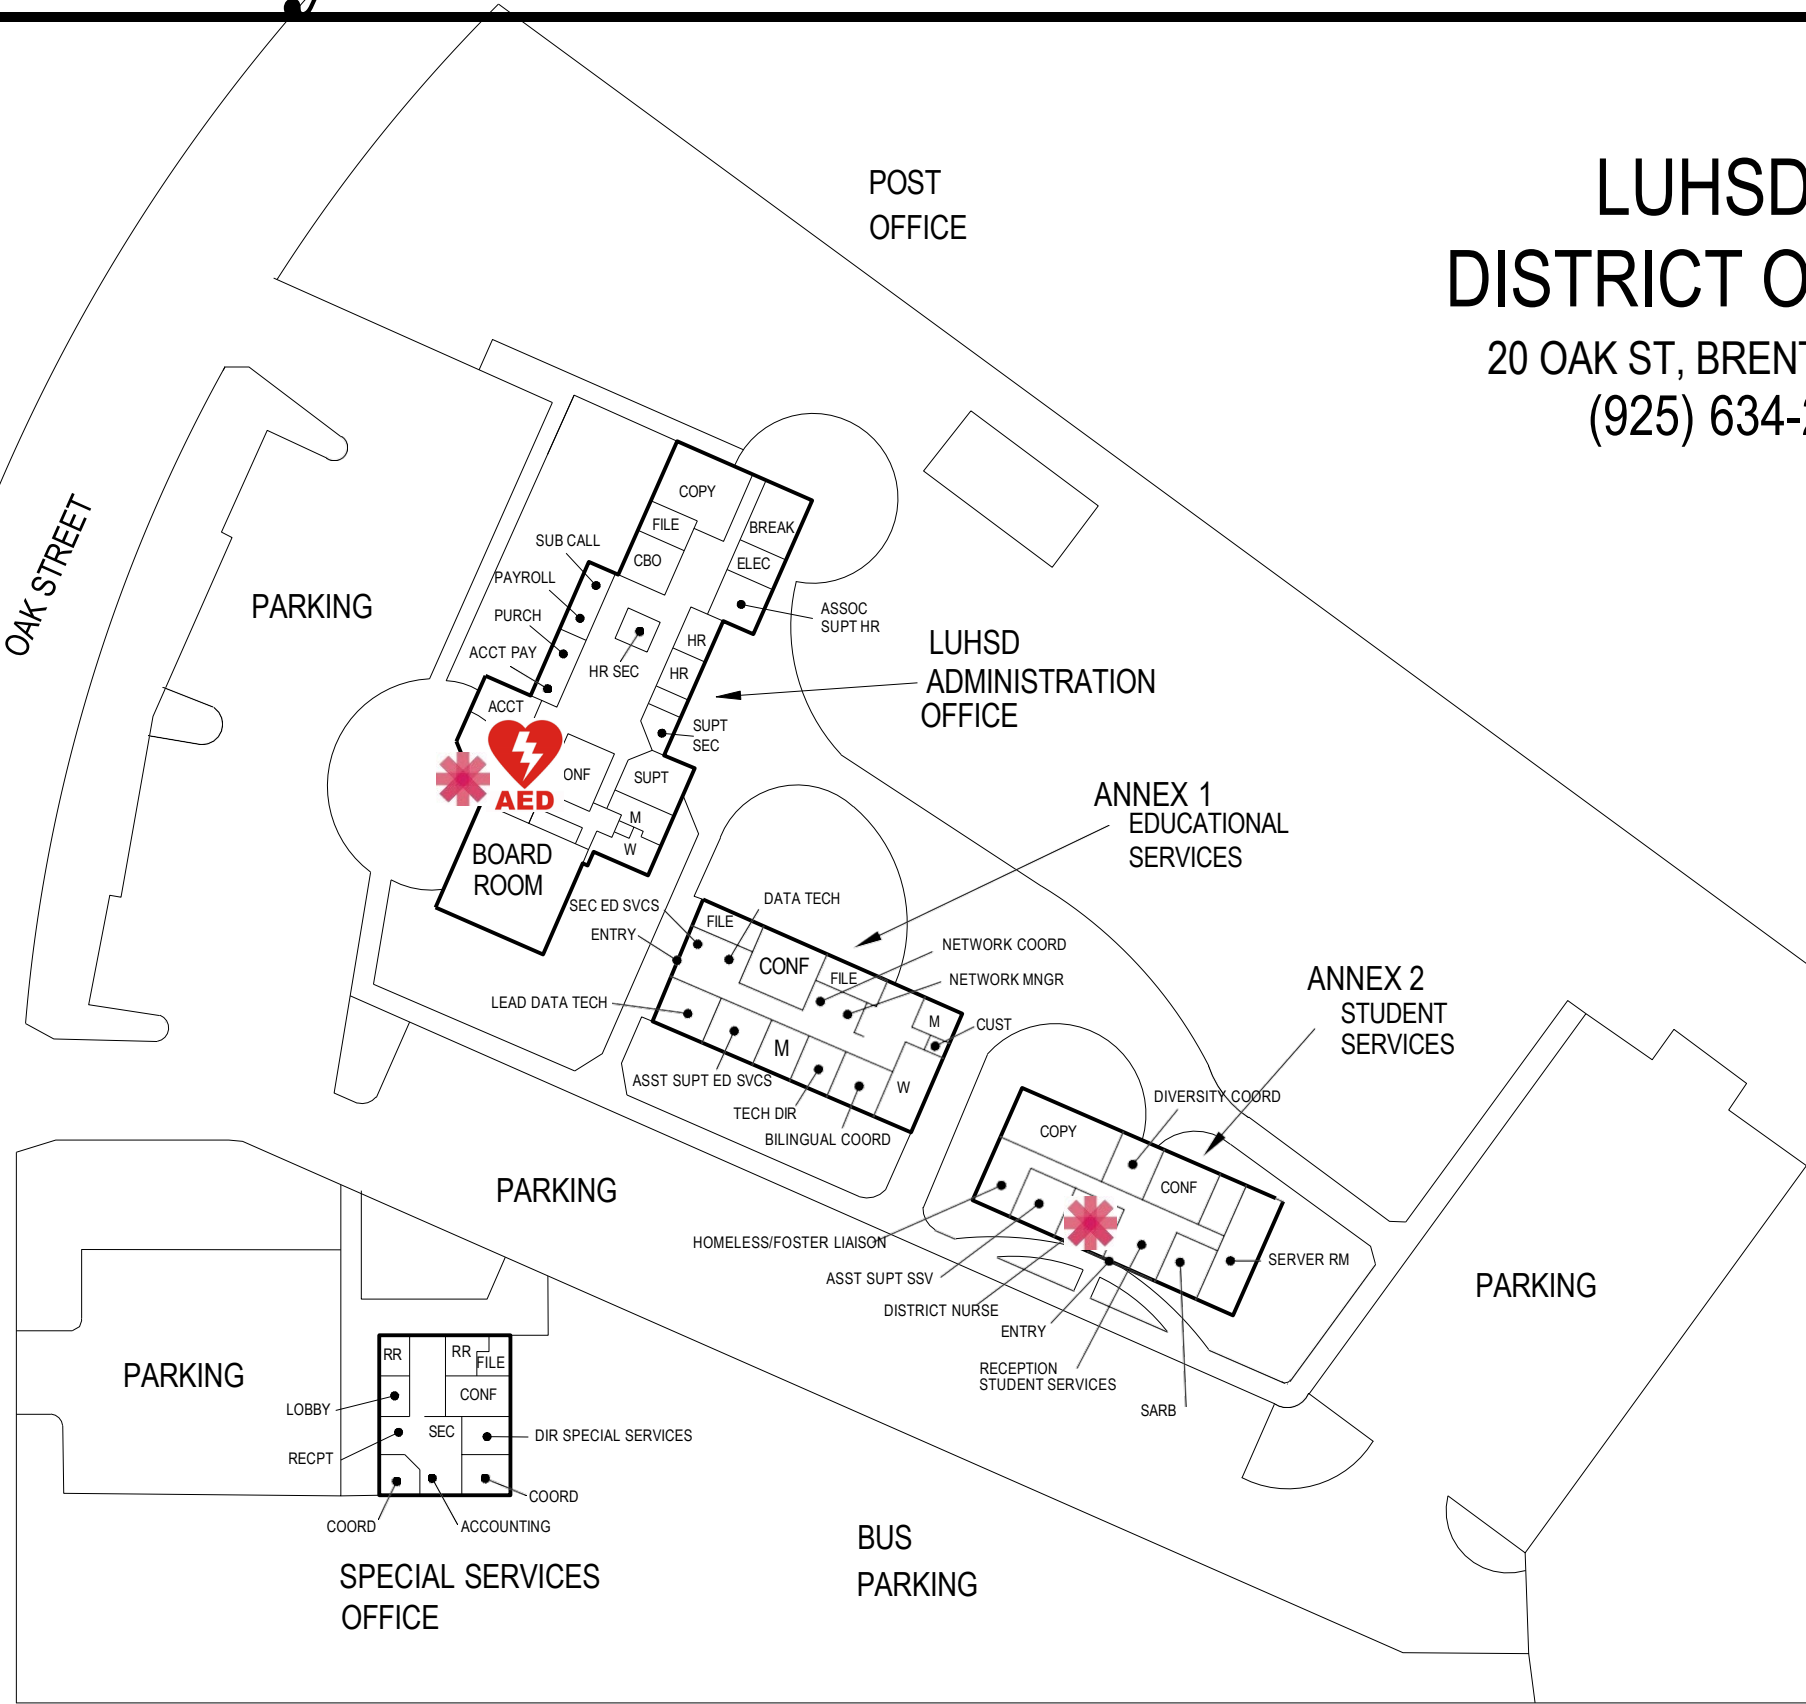 POST
OFFICE
LUHSD
DISTRICT O
20 OAK ST, BRENT
(925) 634-
OAK STREET
PARKING
COPY
FILE
BREAK
SUB CALL
CBO
ELEC
PAYROLL
PURCH
ASSOC
SUPT HR
ACCT PAY
HR SEC
HR
HR
LUHSD
ADMINISTRATION
OFFICE
ACCT
SUPT
SEC
ONF
SUPT
AED
M
W
BOARD
ROOM
ANNEX 1
EDUCATIONAL
SERVICES
SEC ED SVCS
DATA TECH
FILE
ENTRY
CONF
FILE
NETWORK COORD
NETWORK MNGR
LEAD DATA TECH
M
CUST
M
ASST SUPT ED SVCS
W
TECH DIR
BILINGUAL COORD
ANNEX 2
STUDENT
SERVICES
DIVERSITY COORD
COPY
CONF
HOMELESS/FOSTER LIAISON
ASST SUPT SSV
DISTRICT NURSE
ENTRY
RECEPTION
STUDENT SERVICES
SARB
SERVER RM
PARKING
PARKING
PARKING
RR
RR
FILE
LOBBY
CONF
SEC
DIR SPECIAL SERVICES
RECPT
COORD
COORD
ACCOUNTING
SPECIAL SERVICES
OFFICE
BUS
PARKING